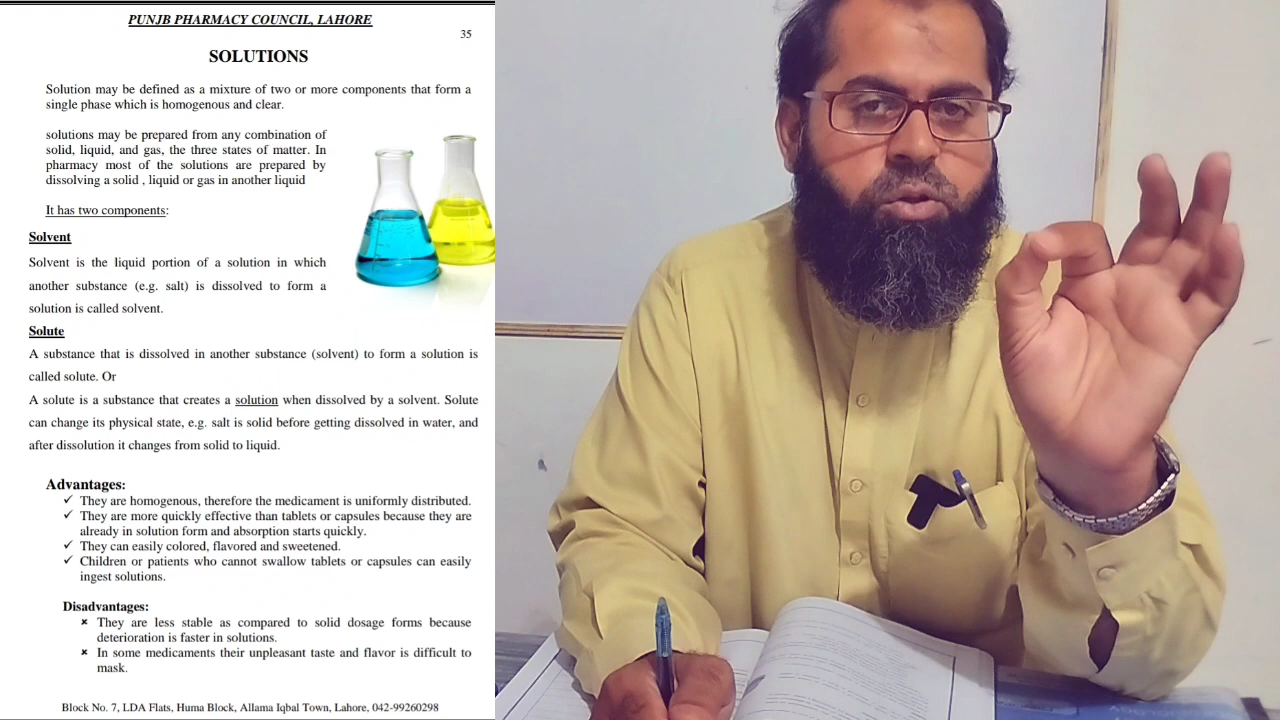 PUNJB PHARMACY COUNCIL, LAHORE
35
SOLUTIONS
Solution may be defined as a mixture of two or more components that form a
single phase which is homogenous and clear.
solutions may be prepared from any combination of
solid, liquid, and gas, the three states of matter. In
pharmacy most of the solutions are prepared by
dissolving a solid , liquid or gas in another liquid
It has two components:
Solvent
Solvent is the liquid portion of a solution in which
another substance (e.g. salt) is dissolved to form a
solution is called solvent.
Solute
A substance that is dissolved in another substance (solvent) to form a solution is
called solute. Or
A solute is a substance that creates a solution when dissolved by a solvent. Solute
can change its physical state, e.g. salt is solid before getting dissolved in water, and
after dissolution it changes from solid to liquid.
Advantages:
✓ They are homogenous, therefore the medicament is uniformly distributed.
✓ They are more quickly effective than tablets or capsules because they are
already in solution form and absorption starts quickly.
✓ They can easily colored, flavored and sweetened.
✓ Children or patients who cannot swallow tablets or capsules can easily
ingest solutions.
Disadvantages:
× They are less stable as compared to solid dosage forms because
deterioration is faster in solutions.
× In some medicaments their unpleasant taste and flavor is difficult to
mask.
Block No. 7, LDA Flats, Huma Block, Allama Iqbal Town, Lahore, 042-99260298